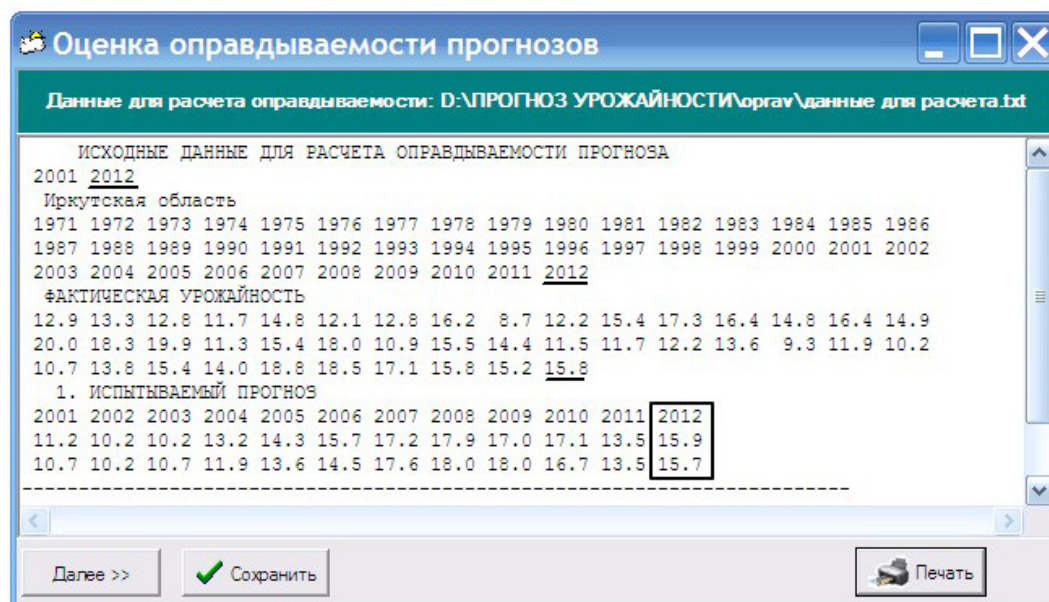 Оценка оправдываемости прогнозов
Данные для расчета оправдываемости: D:\ПРОГНОЗ УРОЖАЙНОСТИ\oprav\данные для расчета.txt
ИСХОДНЫЕ ДАННЫЕ ДЛЯ РАСЧЕТА ОПРАВДЫВАЕМОСТИ ПРОГНОЗА
2001 2012
Иркутская область
1971 1972 1973 1974 1975 1976 1977 1978 1979 1980 1981 1982 1983 1984 1985 1986
1987 1988 1989 1990 1991 1992 1993 1994 1995 1996 1997 1998 1999 2000 2001 2002
2003 2004 2005 2006 2007 2008 2009 2010 2011 2012
ФАКТИЧЕСКАЯ УРОЖАЙНОСТЬ
12.9 13.3 12.8 11.7 14.8 12.1 12.8 16.2 8.7 12.2 15.4 17.3 16.4 14.8 16.4 14.9
20.0 18.3 19.9 11.3 15.4 18.0 10.9 15.5 14.4 11.5 11.7 12.2 13.6 9.3 11.9 10.2
10.7 13.8 15.4 14.0 18.8 18.5 17.1 15.8 15.2 15.8
1. ИСПЫТЫВАЕМЫЙ ПРОГНОЗ
2001 2002 2003 2004 2005 2006 2007 2008 2009 2010 2011 2012
11.2 10.2 10.2 13.2 14.3 15.7 17.2 17.9 17.0 17.1 13.5 15.9
10.7 10.2 10.7 11.9 13.6 14.5 17.6 18.0 18.0 16.7 13.5 15.7
--------------------------------------------------------------------------
Далее >> Сохранить Печать